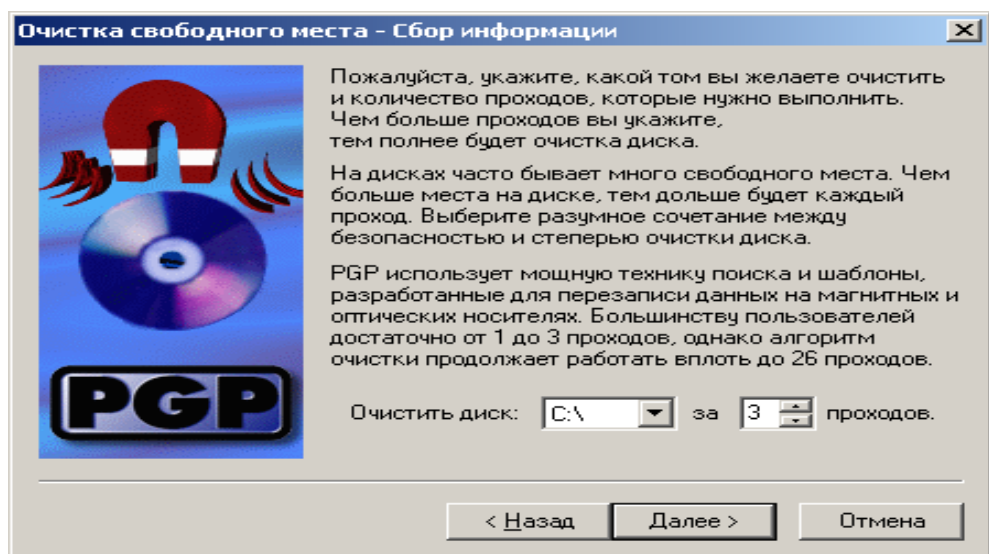 Очистка свободного места - Сбор информации
Пожалуйста, укажите, какой том вы желаете очистить
и количество проходов, которые нужно выполнить.
Чем больше проходов вы укажите,
тем полнее будет очистка диска.
На дисках часто бывает много свободного места. Чем
больше места на диске, тем дольше будет каждый
проход. Выберите разумное сочетание между
безопасностью и степерью очистки диска.
PGP использует мощную технику поиска и шаблоны,
разработанные для перезаписи данных на магнитных и
оптических носителях. Большинству пользователей
достаточно от 1 до 3 проходов, однако алгоритм
очистки продолжает работать вплоть до 26 проходов.
PGP
Очистить диск: C:\ за 3 проходов.
< Назад Далее > Отмена